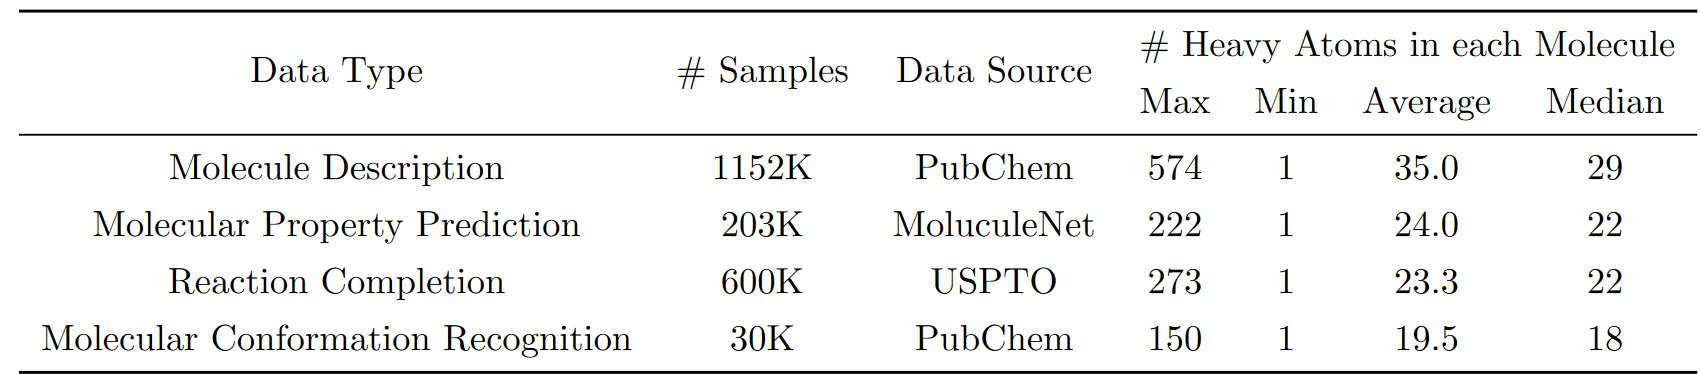 Data Type # Samples Data Source # Heavy Atoms in each Molecule
Max Min Average Median
Molecule Description 1152K PubChem 574 1 35.0 29
Molecular Property Prediction 203K MoluculeNet 222 1 24.0 22
Reaction Completion 600K USPTO 273 1 23.3 22
Molecular Conformation Recognition 30K PubChem 150 1 19.5 18